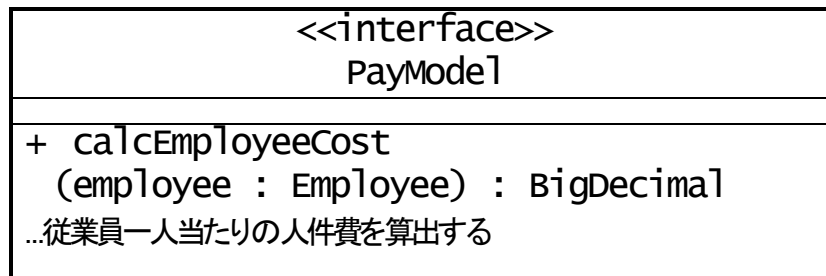 <<interface>>
PayModel
+ calcEmployeeCost
(employee : Employee) : BigDecimal
…従業員一人当たりの人件費を算出する